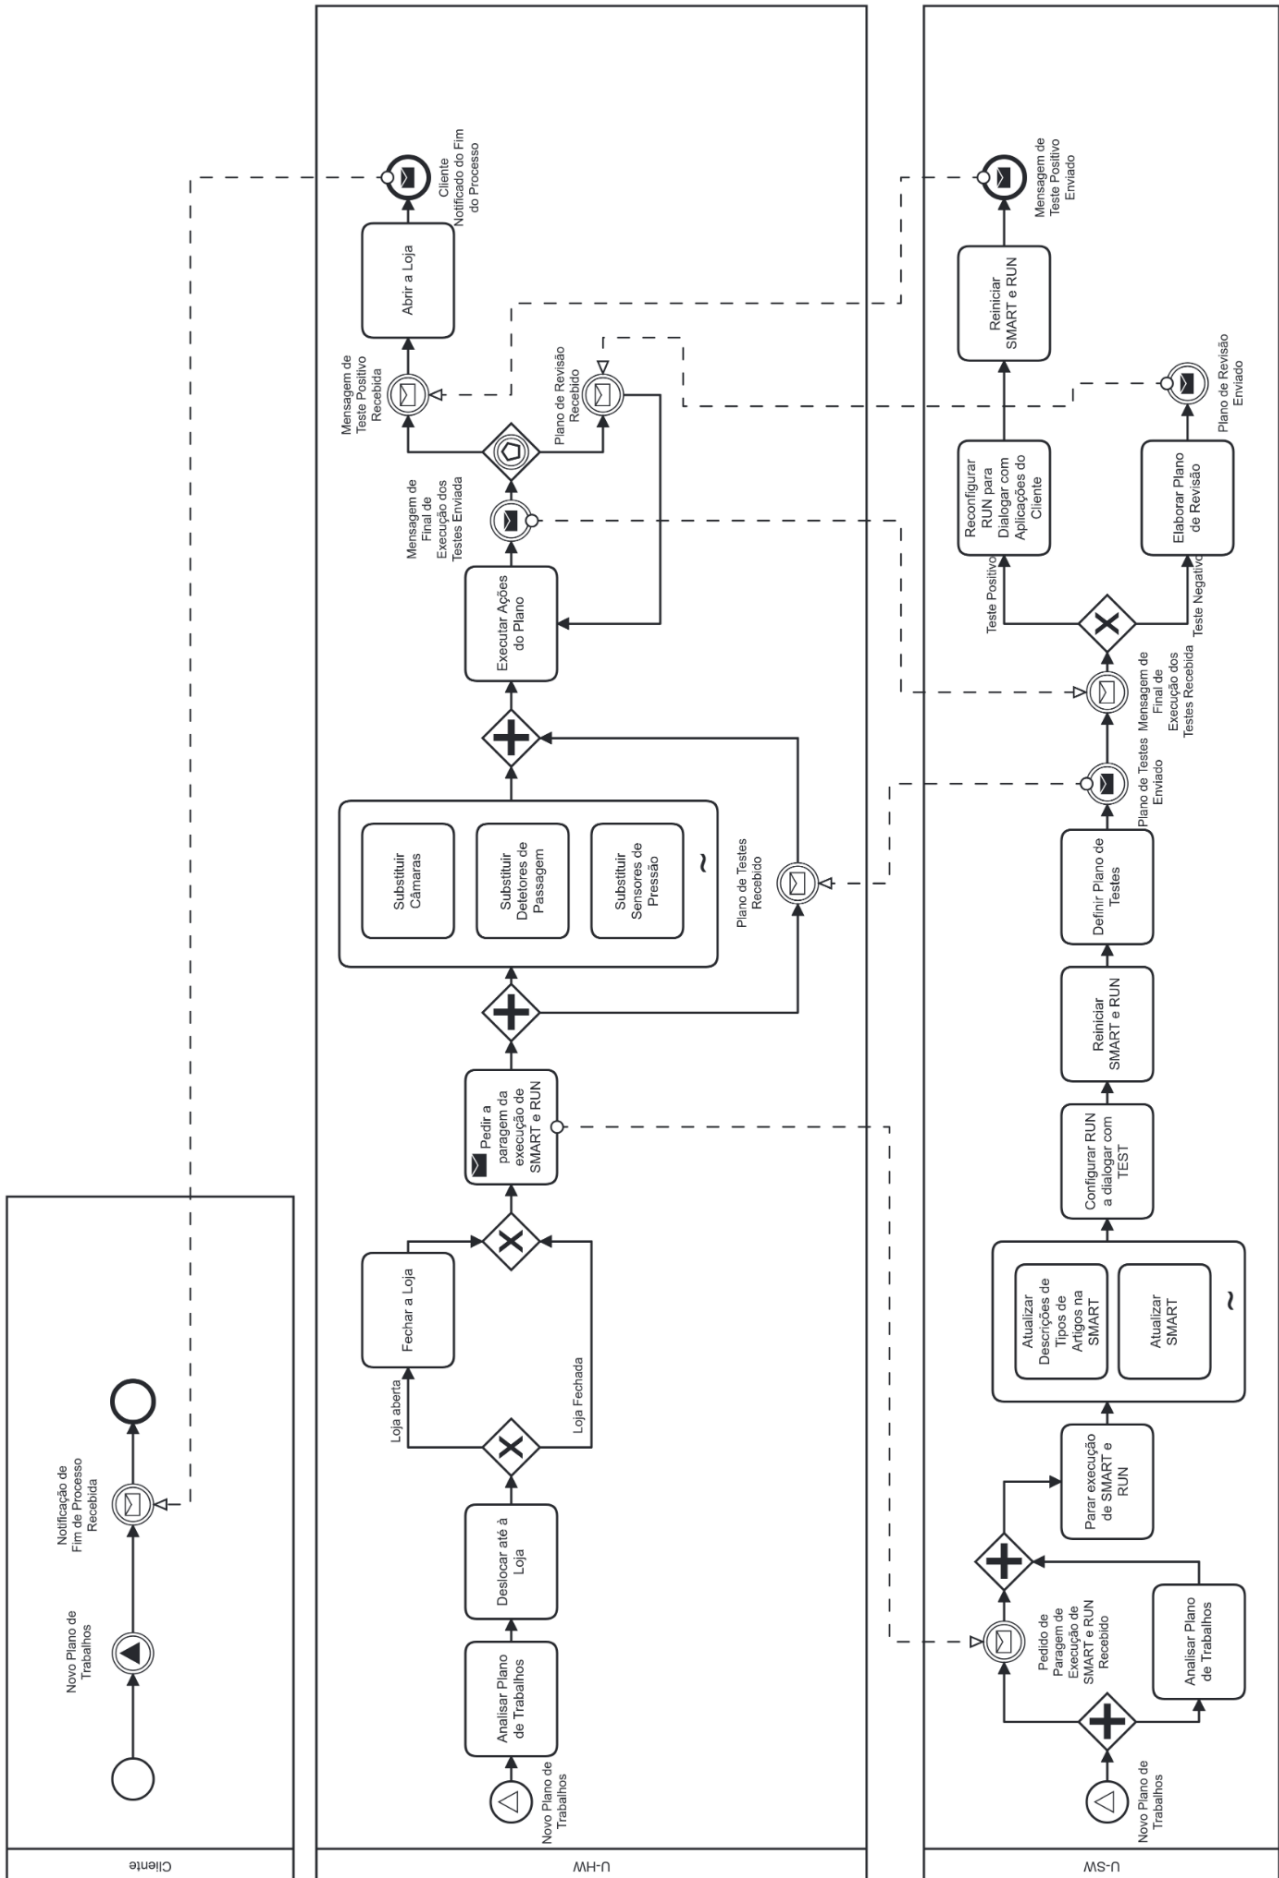 Cliente
Novo Plano de
Trabalhos
Notificação de
Fim de Processo
Recebida
U-HW
Novo Plano de
Trabalhos
Analisar Plano
de Trabalhos
Deslocar até à
Loja
Loja aberta
Loja Fechada
Fechar a Loja
Pedir a
paragem da
execução de
SMART e RUN
Substituir
Câmaras
Substituir
Detetores de
Passagem
Substituir
Sensores de
Pressão
~
Plano de Testes
Recebido
Executar Ações
do Plano
Mensagem de
Final de
Execução dos
Testes Enviada
Mensagem de
Teste Positivo
Recebida
Plano de Revisão
Recebido
Abrir a Loja
Cliente
Notificado do Fim
do Processo
U-SW
Novo Plano de
Trabalhos
Pedido de
Paragem de
Execução de
SMART e RUN
Recebido
Analisar Plano
de Trabalhos
Parar execução
de SMART e
RUN
Atualizar
Descrições de
Tipos de
Artigos na
SMART
Atualizar
SMART
~
Configurar RUN
a dialogar com
TEST
Reiniciar
SMART e RUN
Definir Plano de
Testes
Plano de Testes
Enviado
Mensagem de
Final de
Execução dos
Testes Recebida
Teste Positivo
Teste Negativo
Reconfigurar
RUN para
Dialogar com
Aplicações do
Cliente
Elaborar Plano
de Revisão
Plano de Revisão
Enviado
Reiniciar
SMART e RUN
Mensagem de
Teste Positivo
Enviado